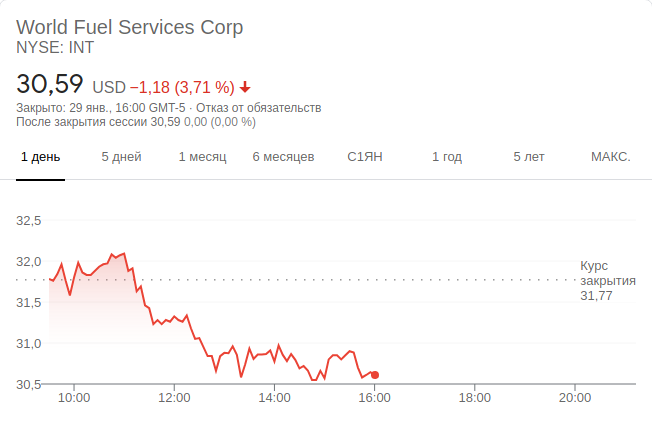 World Fuel Services Corp
NYSE: INT
30,59 USD −1,18 (3,71 %)
Закрыто: 29 янв., 16:00 GMT-5 · Отказ от обязательств
После закрытия сессии 30,59 0,00 (0,00 %)
1 день 5 дней 1 месяц 6 месяцев С1ЯН 1 год 5 лет МАКС.
32,5
32,0
31,5
31,0
30,5
Курс
закрытия
31,77
10:00 12:00 14:00 16:00 18:00 20:00